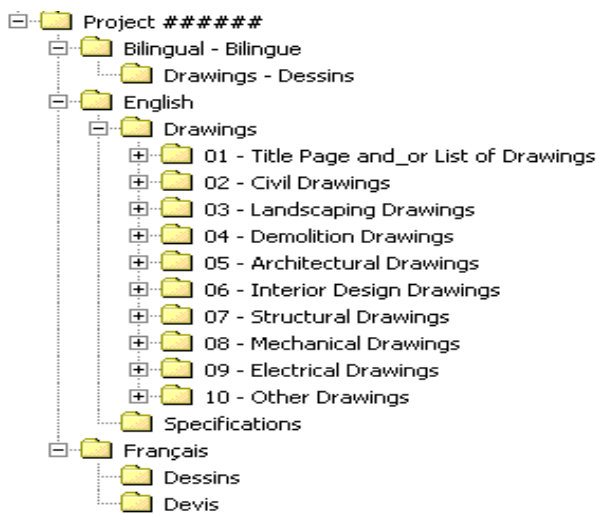 Project ######
Bilingual - Bilingue
Drawings - Dessins
English
Drawings
01 - Title Page and_or List of Drawings
02 - Civil Drawings
03 - Landscaping Drawings
04 - Demolition Drawings
05 - Architectural Drawings
06 - Interior Design Drawings
07 - Structural Drawings
08 - Mechanical Drawings
09 - Electrical Drawings
10 - Other Drawings
Specifications
Français
Dessins
Devis